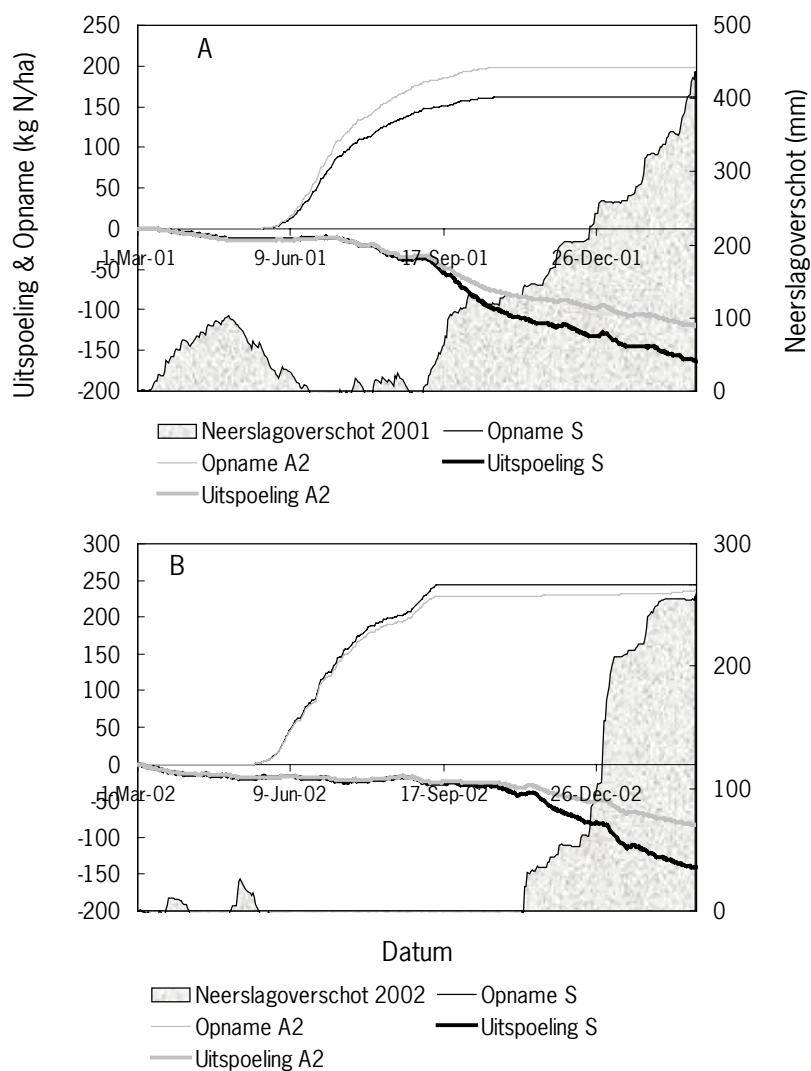 A
250
200
150
100
50
0
-50
-100
-150
-200
Uitspoeling & Opname (kg N/ha)
1-Mar-01
9-Jun-01
17-Sep-01
26-Dec-01
500
400
300
200
100
0
Neerslagoverschot (mm)
Neerslagoverschot 2001
Opname S
Opname A2
Uitspoeling S
Uitspoeling A2
B
300
250
200
150
100
50
0
-50
-100
-150
-200
1-Mar-02
9-Jun-02
17-Sep-02
26-Dec-02
300
200
100
0
Datum
Neerslagoverschot 2002
Opname S
Opname A2
Uitspoeling S
Uitspoeling A2